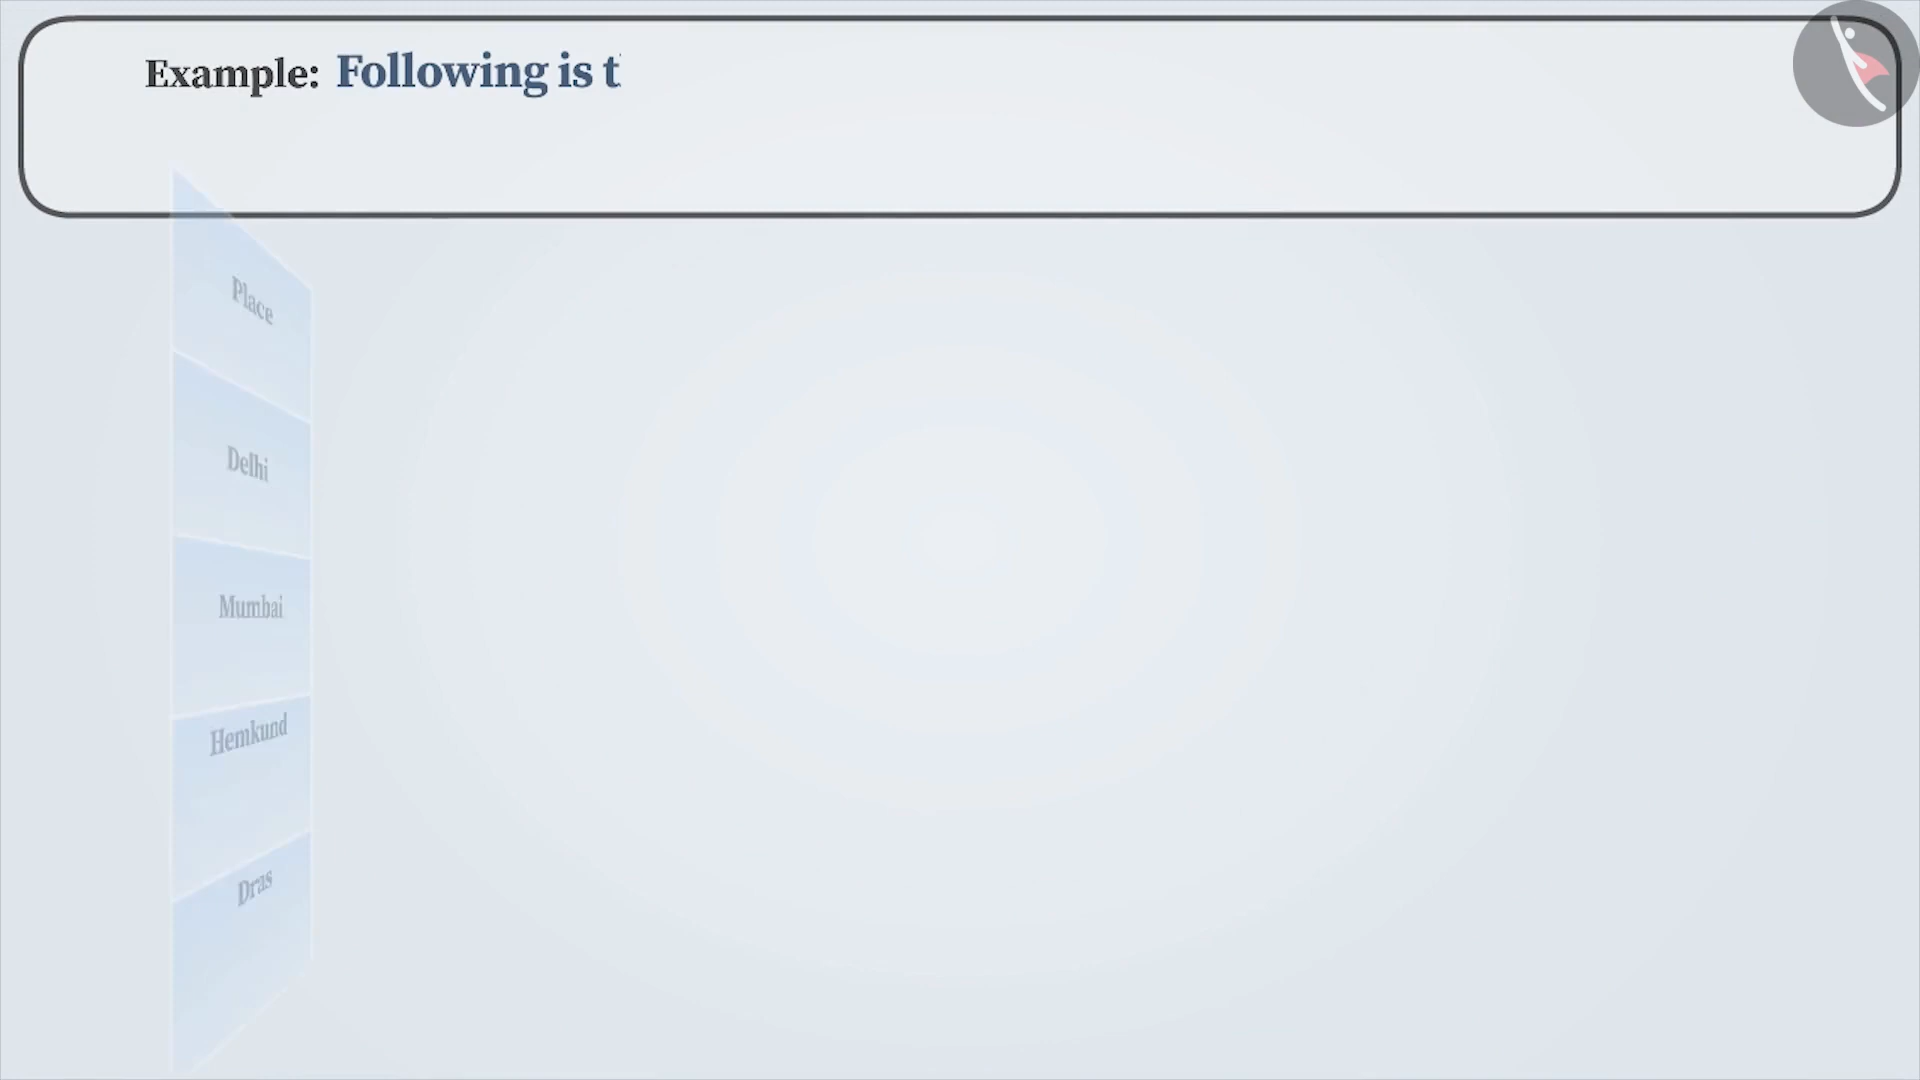 Example: Following is t
Place
Delhi
Mumbai
Hemkund
Dras